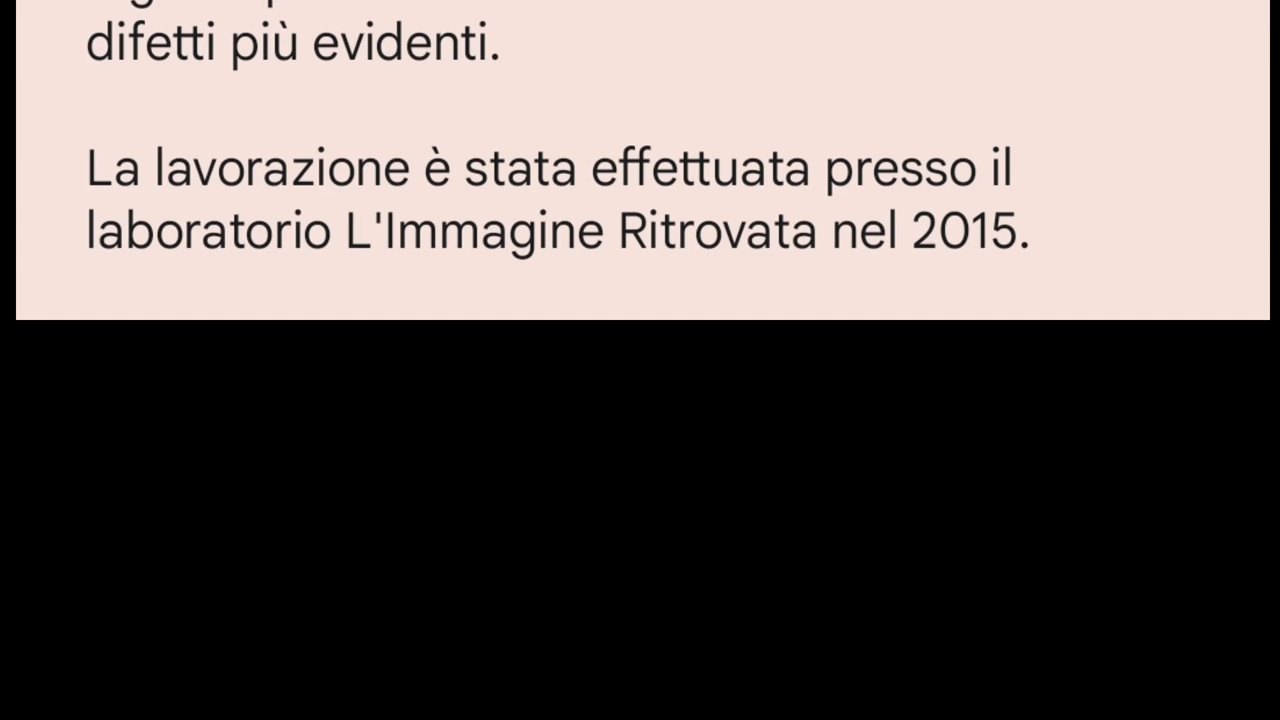 difetti più evidenti.
La lavorazione è stata effettuata presso il
laboratorio L'Immagine Ritrovata nel 2015.